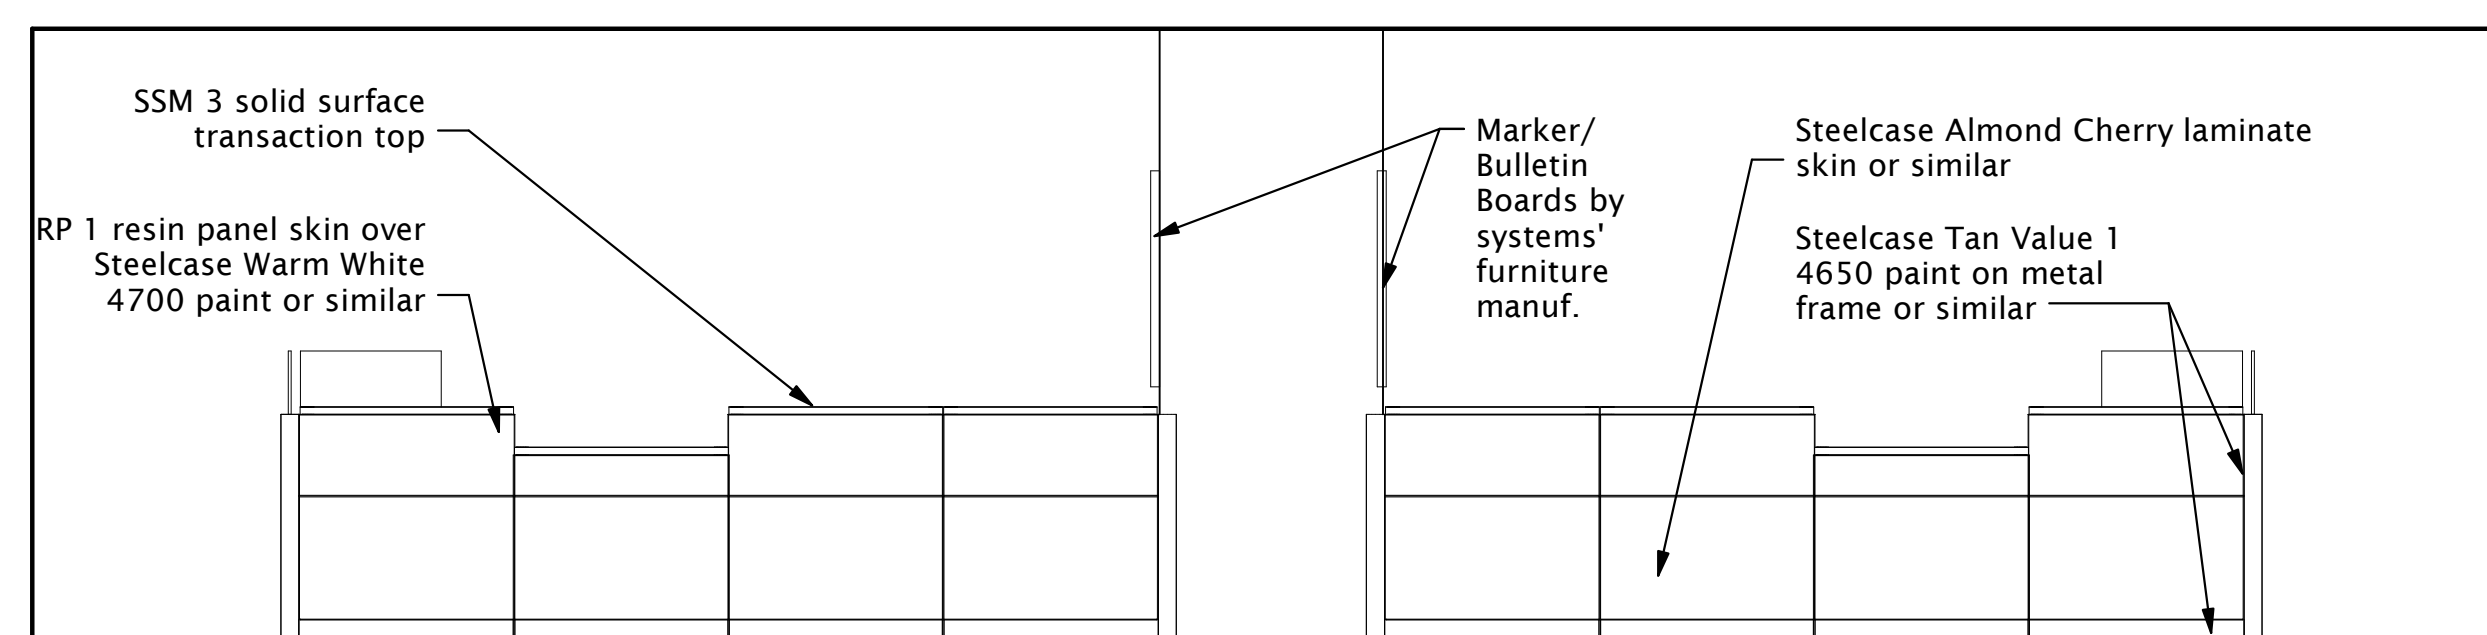 SSM 3 solid surface
transaction top
RP 1 resin panel skin over
Steelcase Warm White
4700 paint or similar
Marker/
Bulletin
Boards by
systems'
furniture
manuf.
Steelcase Almond Cherry laminate
skin or similar
Steelcase Tan Value 1
4650 paint on metal
frame or similar